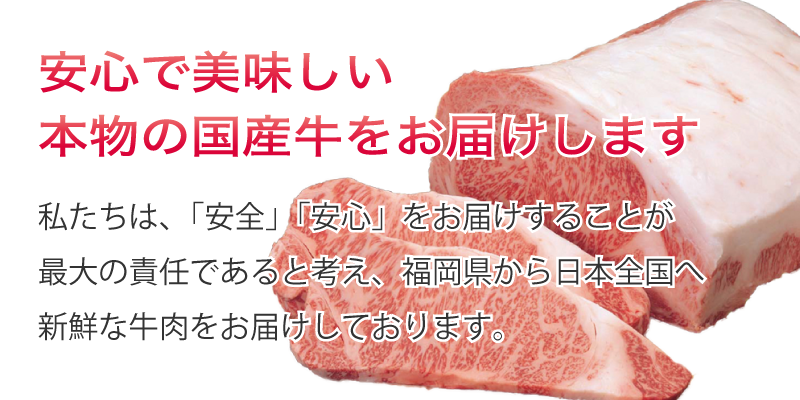 安心で美味しい
本物の国産牛をお届けします
私たちは、「安全」「安心」をお届けすることが
最大の責任であると考え、福岡県から日本全国へ
新鮮な牛肉をお届けしております。